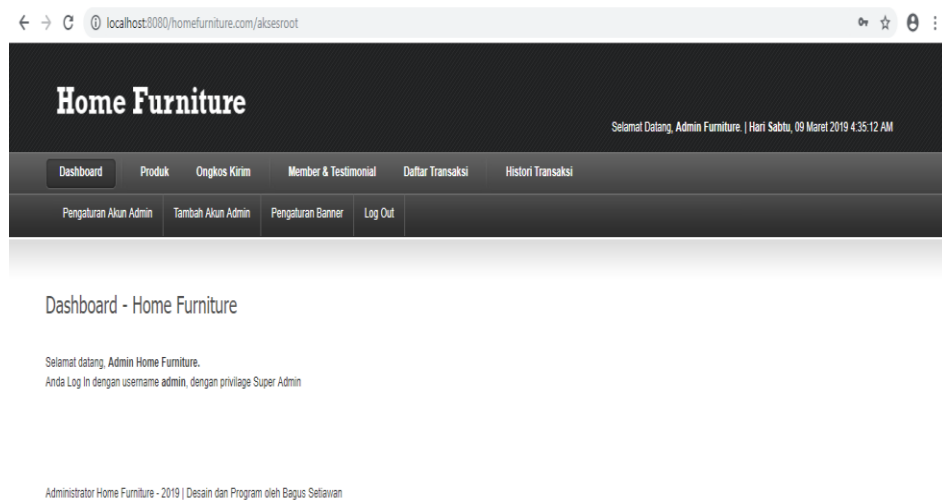 localhost:8080/homefurniture.com/aksesroot
Home Furniture
Selamat Datang, Admin Furniture. | Hari Sabtu, 09 Maret 2019 4:35:12 AM
Dashboard Produk Ongkos Kirim Member & Testimonial Daftar Transaksi Histori Transaksi
Pengaturan Akun Admin Tambah Akun Admin Pengaturan Banner Log Out
Dashboard - Home Furniture
Selamat datang, Admin Home Furniture.
Anda Log In dengan username admin, dengan privilage Super Admin
Administrator Home Furniture - 2019 | Desain dan Program oleh Bagus Setiawan